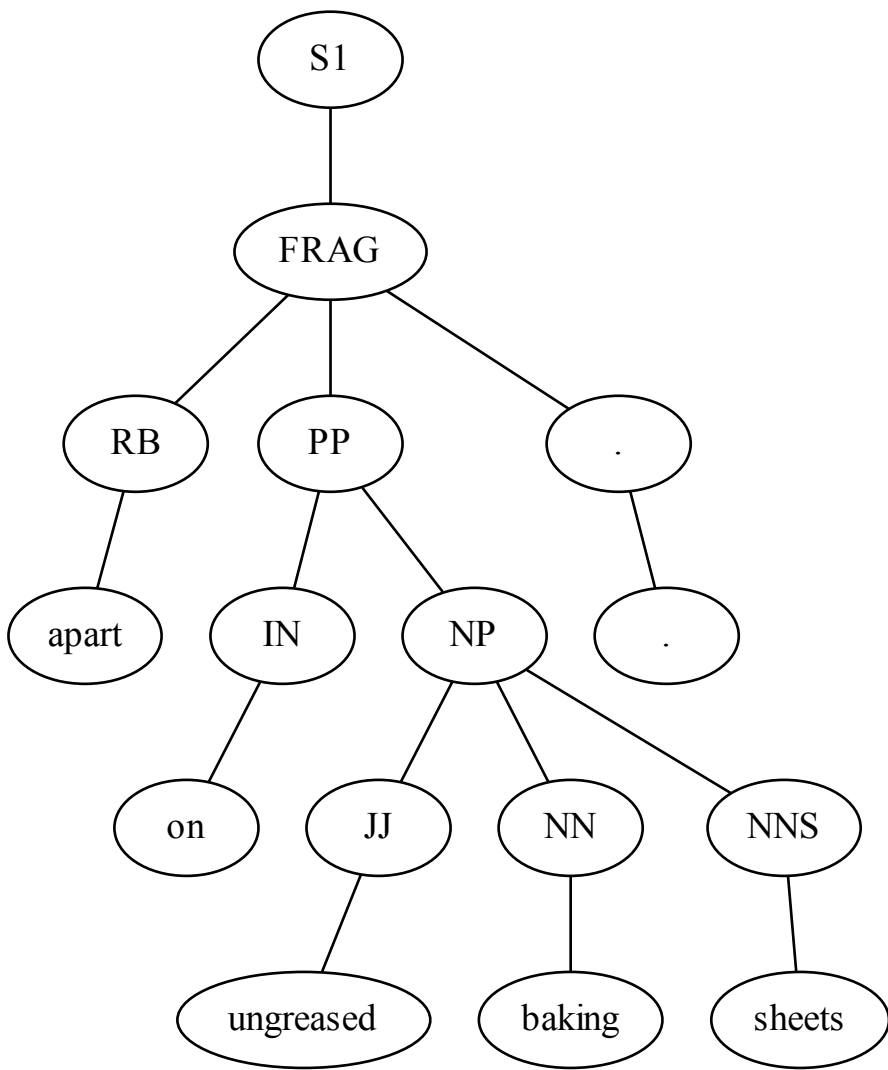 S1
FRAG
RB PP .
apart IN NP .
on JJ NN NNS
ungreased baking sheets